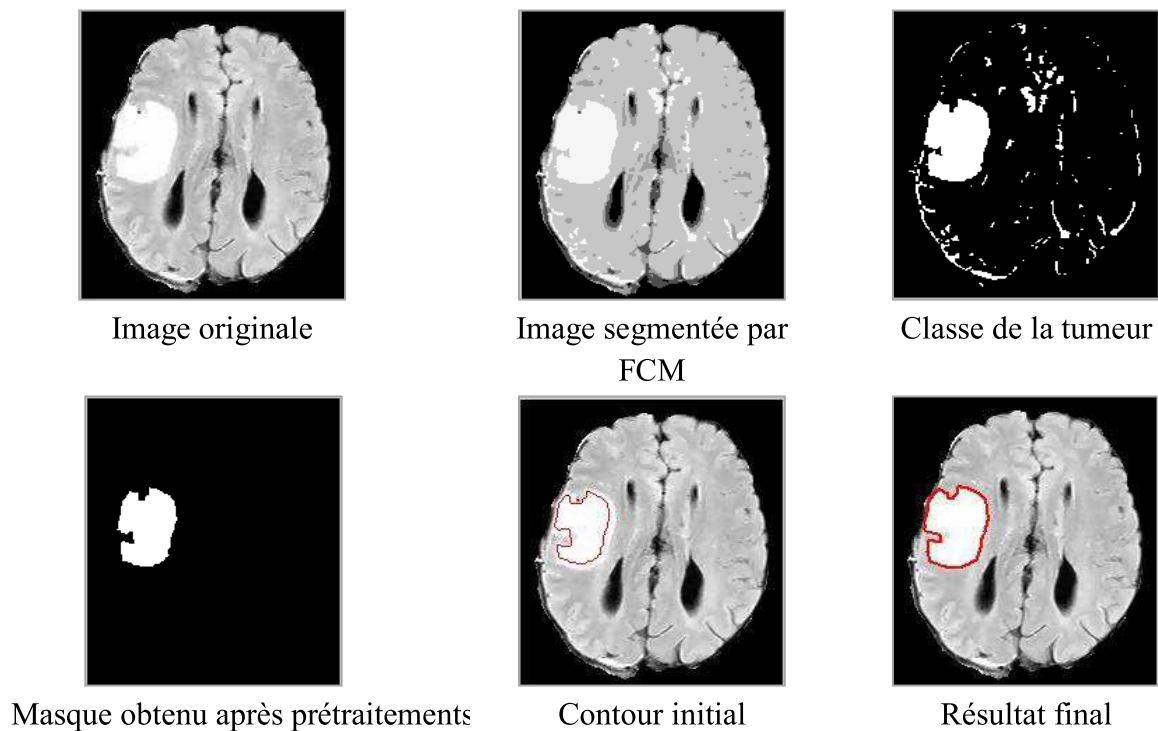 Image originale
Image segmentée par
FCM
Classe de la tumeur
Masque obtenu après prétraitements
Contour initial
Résultat final